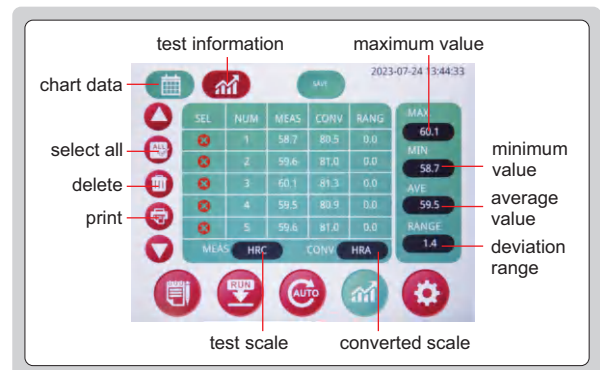 test information
maximum value
chart data
2023-07-24 13:44:33
SAVE
SEL NUM MEAS CONV RANG
MAX
1 58.7 80.5 0.0
60.1
select all
ALL
2 59.6 81.0 0.0
MIN
58.7
minimum value
delete
3 60.1 81.3 0.0
AVE
59.5
average value
print
4 59.5 80.9 0.0
RANGE
5 59.6 81.0 0.0
1.4
deviation range
MEAS HRC CONV HRA
RUN
AUTO
test scale
converted scale